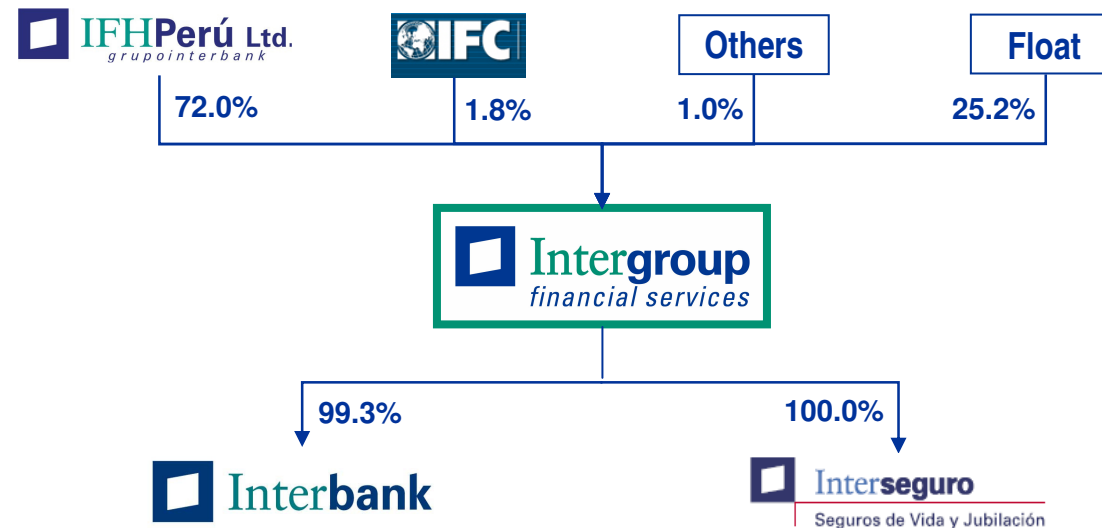 IFHPerú Ltd.
grupointerbank
IFC
Others
Float
72.0%
1.8%
1.0%
25.2%
Intergroup
financial services
99.3%
100.0%
Interbank
Interseguro
Seguros de Vida y Jubilación